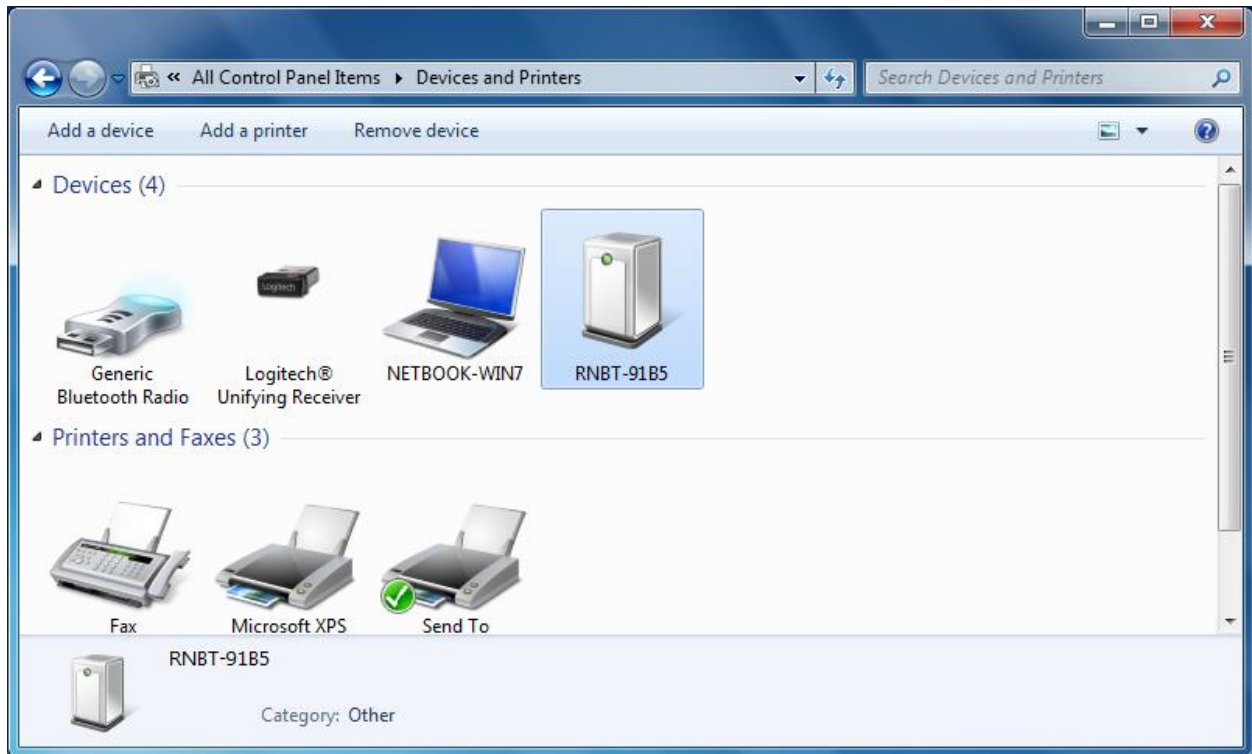 « All Control Panel Items ▸ Devices and Printers
Search Devices and Printers
Add a device Add a printer Remove device
Devices (4)
Logitech
Generic Bluetooth Radio
Logitech® Unifying Receiver
NETBOOK-WIN7
RNBT-91B5
Printers and Faxes (3)
Fax
Microsoft XPS
Send To
RNBT-91B5
Category: Other